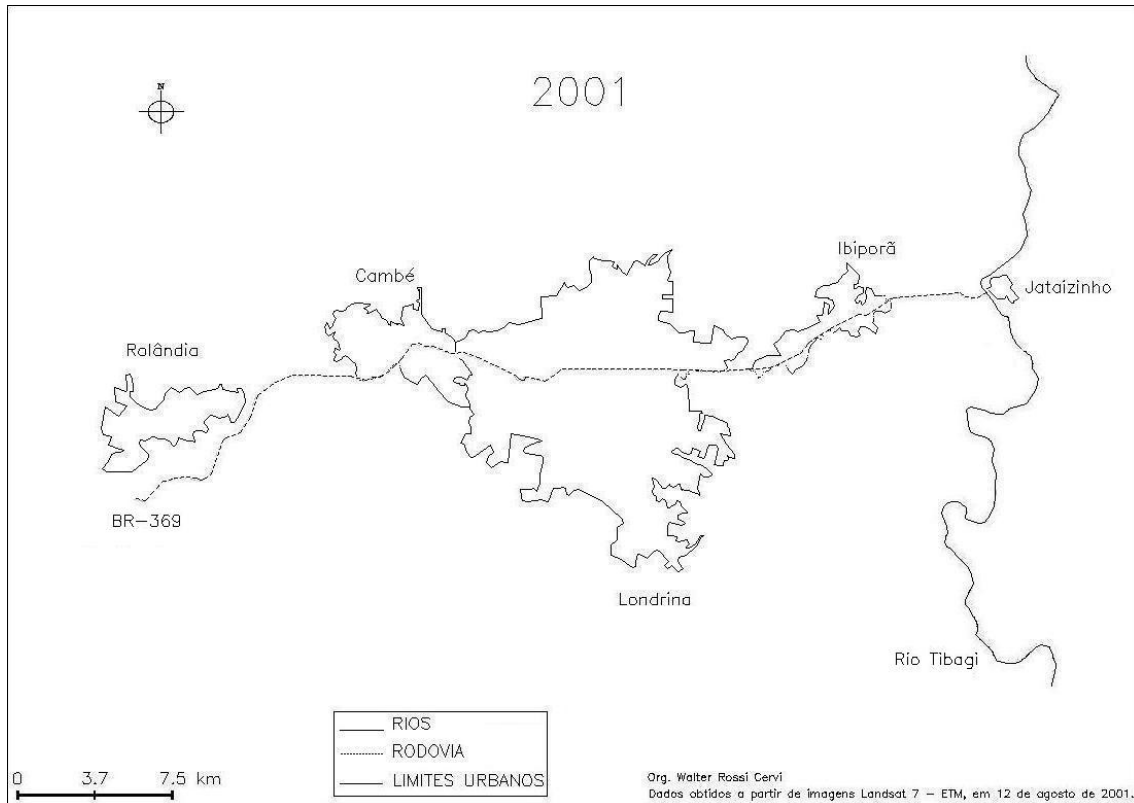 2001
N
Ibiporã
Cambé
Jataizinho
Rolândia
BR-369
Londrina
Rio Tibagi
RIOS
RODOVIA
LIMITES URBANOS
0 3.7 7.5 km
Org. Walter Rossi Cervi
Dados obtidos a partir de imagens Landsat 7 - ETM, em 12 de agosto de 2001.